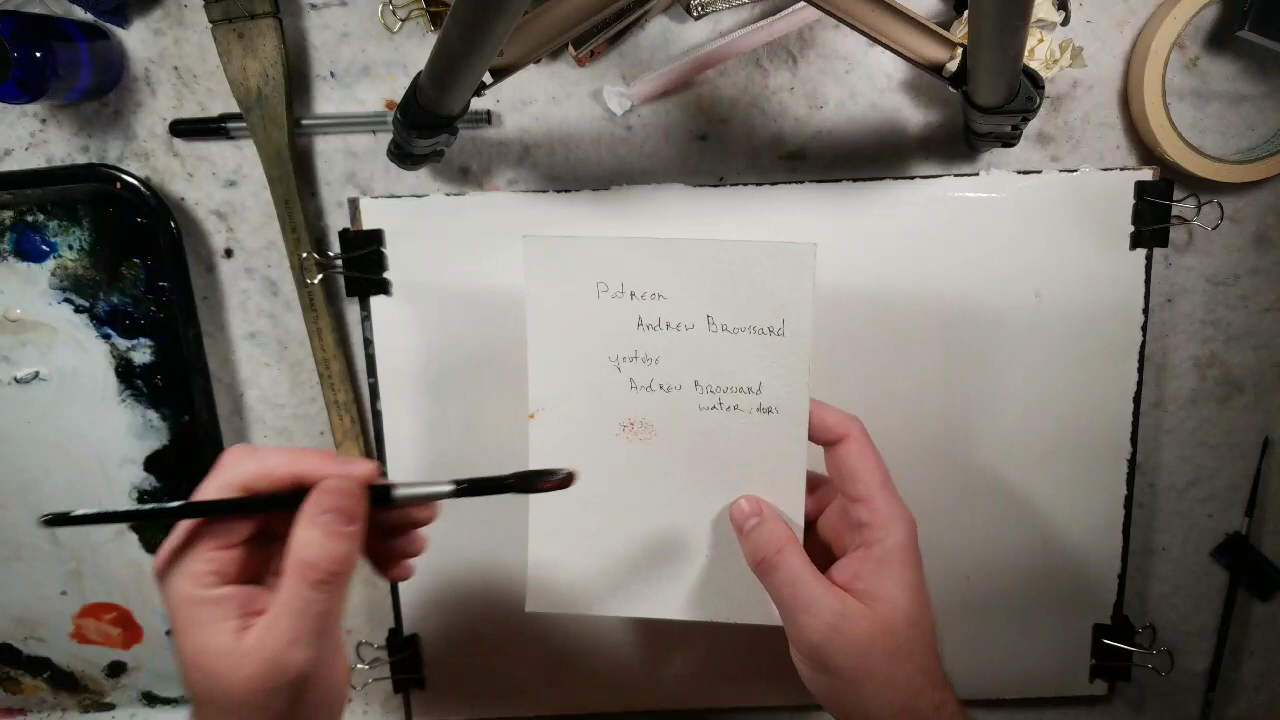 Patreon
Andrew Broussard
youtube
Andrew Broussard
watercolors